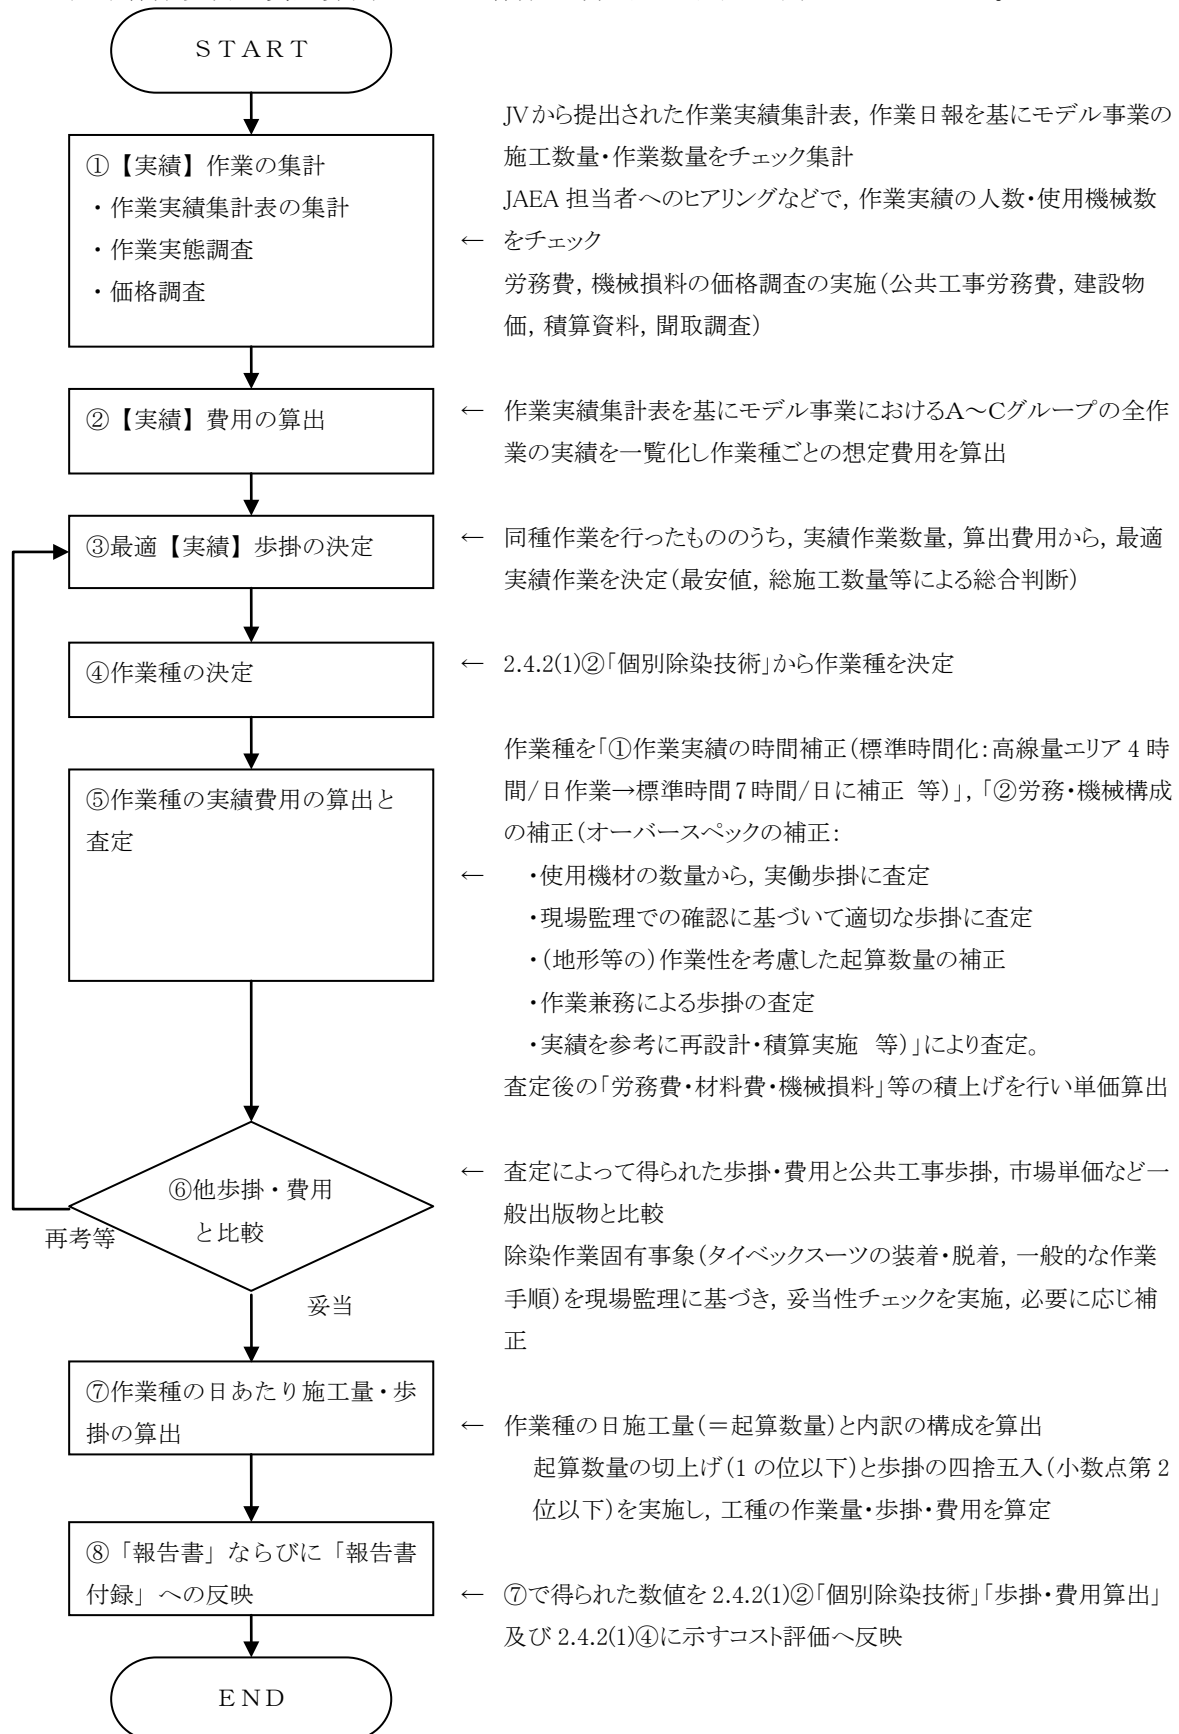 START
①【実績】作業の集計
・作業実績集計表の集計
・作業実態調査
・価格調査
JVから提出された作業実績集計表，作業日報を基にモデル事業の
施工数量・作業数量をチェック集計
JAEA 担当者へのヒアリングなどで，作業実績の人数・使用機械数
← をチェック
労務費，機械損料の価格調査の実施（公共工事労務費，建設物
価，積算資料，聞取調査）
②【実績】費用の算出
← 作業実績集計表を基にモデル事業におけるA～Cグループの全作
業の実績を一覧化し作業種ごとの想定費用を算出
③最適【実績】歩掛の決定
← 同種作業を行ったもののうち，実績作業数量，算出費用から，最適
実績作業を決定（最安値，総施工数量等による総合判断）
④作業種の決定
← 2.4.2(1)②「個別除染技術」から作業種を決定
⑤作業種の実績費用の算出と
査定
作業種を「①作業実績の時間補正（標準時間化：高線量エリア 4 時
間/日作業→標準時間 7 時間/日に補正 等）」，「②労務・機械構成
の補正（オーバースペックの補正：
← ・使用機材の数量から，実働歩掛に査定
・現場監理での確認に基づいて適切な歩掛に査定
・（地形等の）作業性を考慮した起算数量の補正
・作業兼務による歩掛の査定
・実績を参考に再設計・積算実施 等）」により査定。
査定後の「労務費・材料費・機械損料」等の積上げを行い単価算出
⑥他歩掛・費用
と比較
再考等
妥当
← 査定によって得られた歩掛・費用と公共工事歩掛，市場単価など一
般出版物と比較
除染作業固有事象（タイベックスーツの装着・脱着，一般的な作業
手順）を現場監理に基づき，妥当性チェックを実施，必要に応じ補
正
⑦作業種の日あたり施工量・歩
掛の算出
← 作業種の日施工量（＝起算数量）と内訳の構成を算出
起算数量の切上げ（1 の位以下）と歩掛の四捨五入（小数点第 2
位以下）を実施し，工種の作業量・歩掛・費用を算定
⑧「報告書」ならびに「報告書
付録」への反映
← ⑦で得られた数値を 2.4.2(1)②「個別除染技術」「歩掛・費用算出」
及び 2.4.2(1)④に示すコスト評価へ反映
END